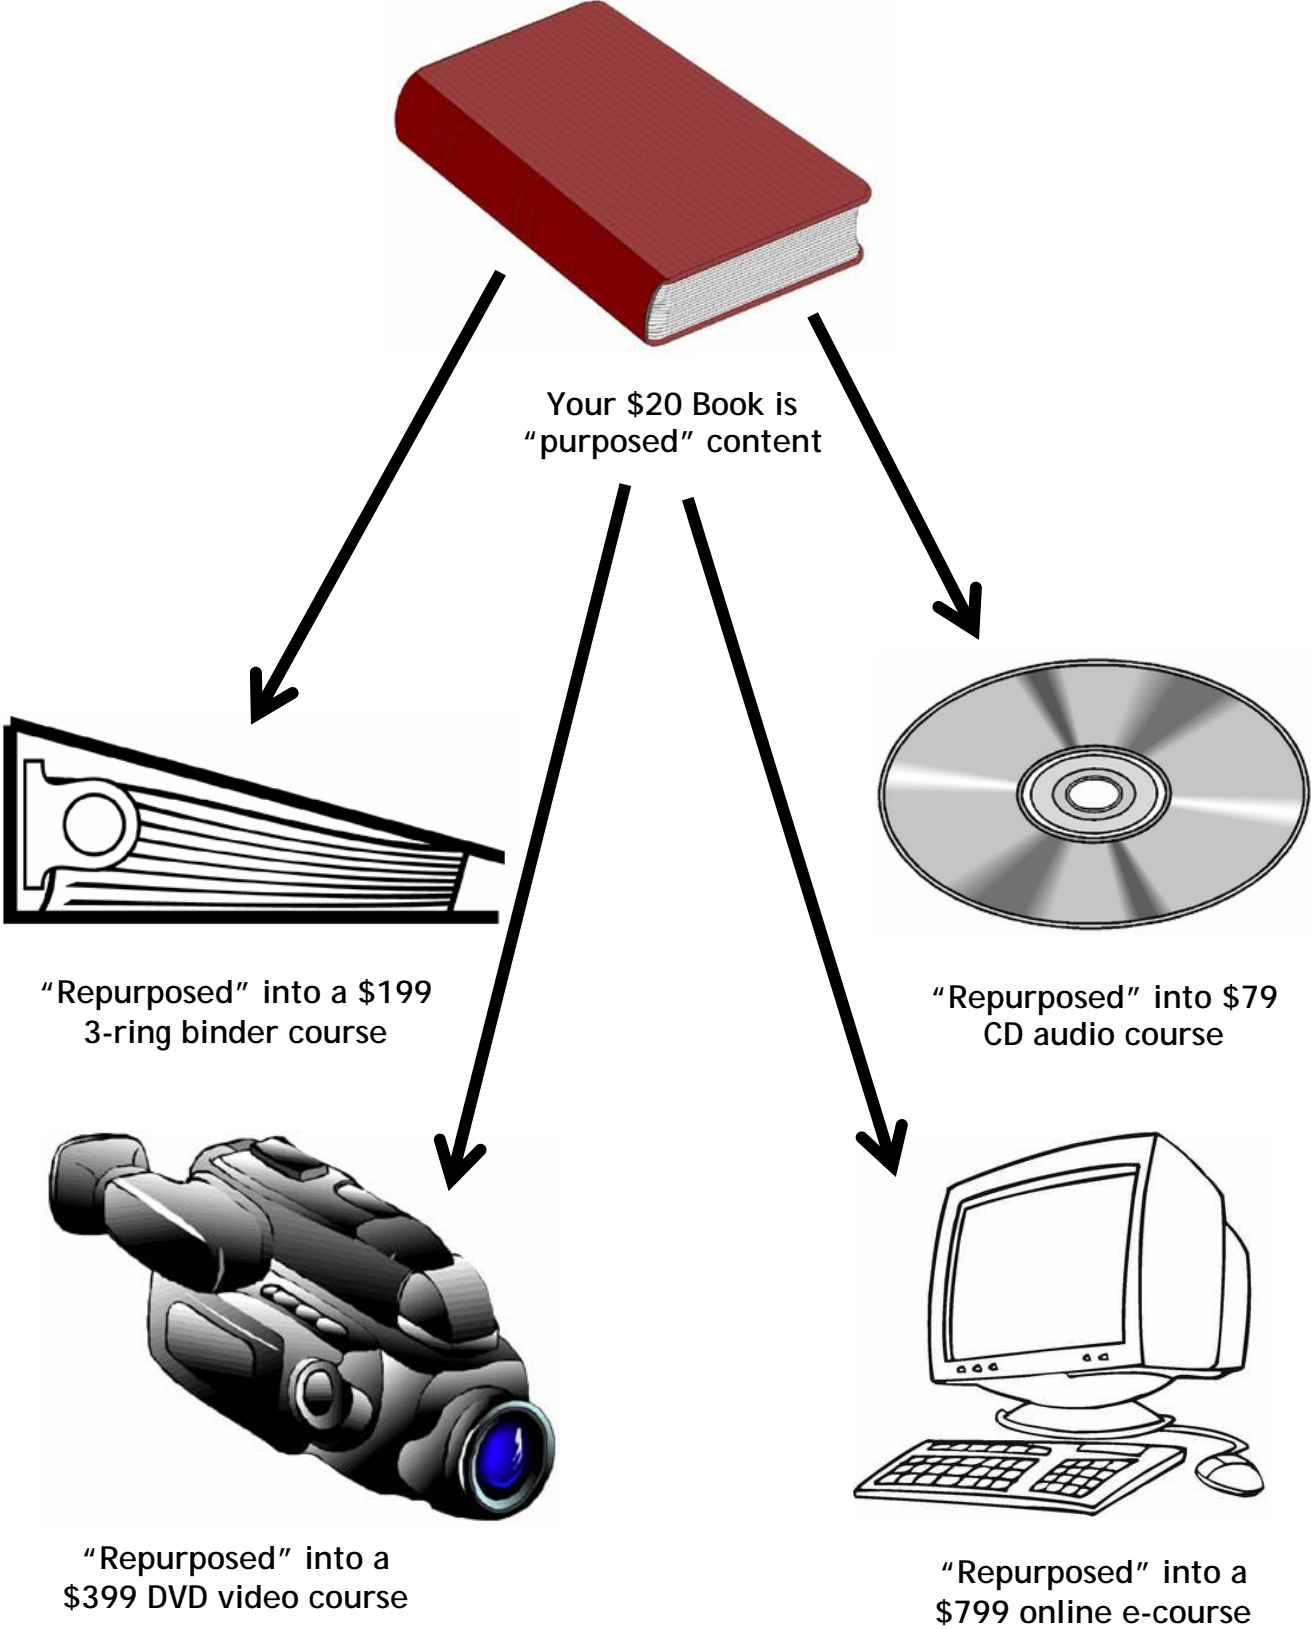 Your $20 Book is
“purposed” content
“Repurposed” into a $199
3-ring binder course
“Repurposed” into $79
CD audio course
“Repurposed” into a
$399 DVD video course
“Repurposed” into a
$799 online e-course